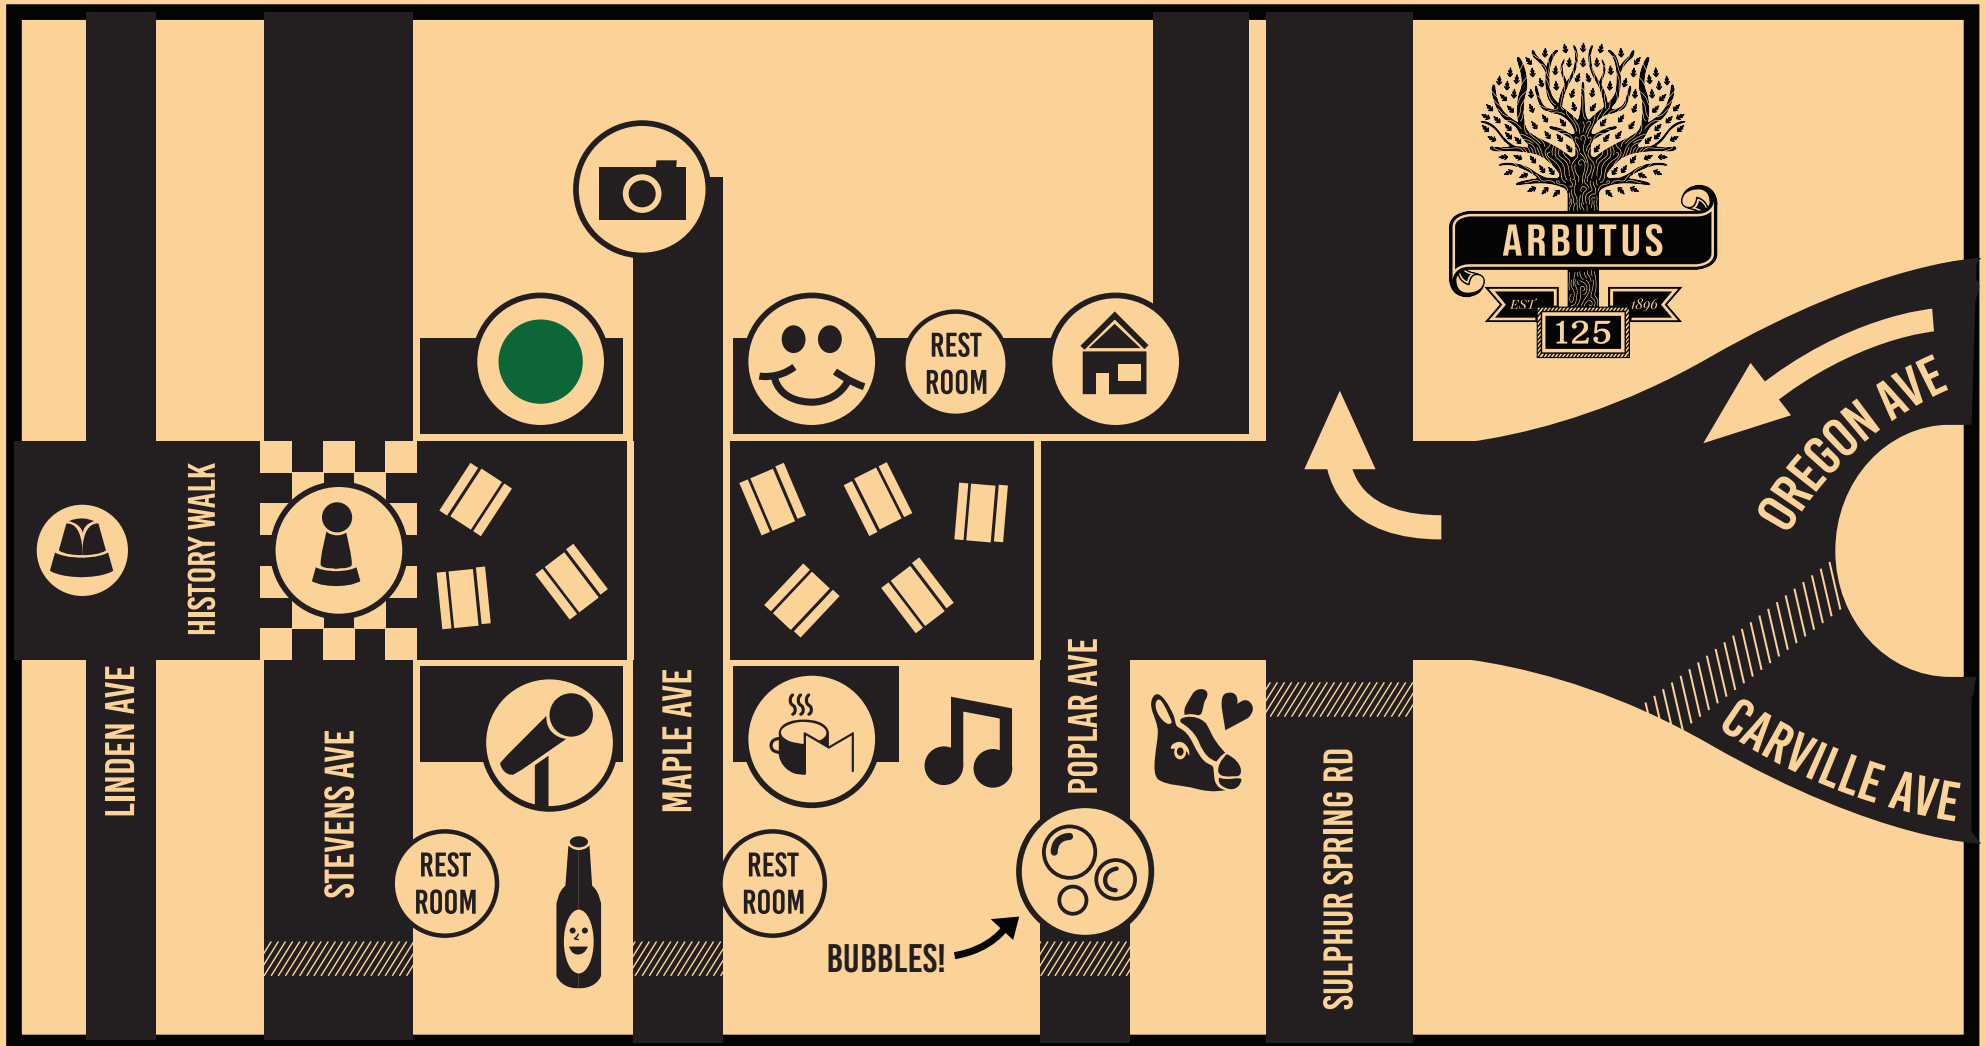 ARBUTUS
EST
1896
125
REST
ROOM
OREGON AVE
HISTORY WALK
LINDEN AVE
STEVENS AVE
MAPLE AVE
POPLAR AVE
SULPHUR SPRING RD
CARVILLE AVE
REST
ROOM
REST
ROOM
BUBBLES!